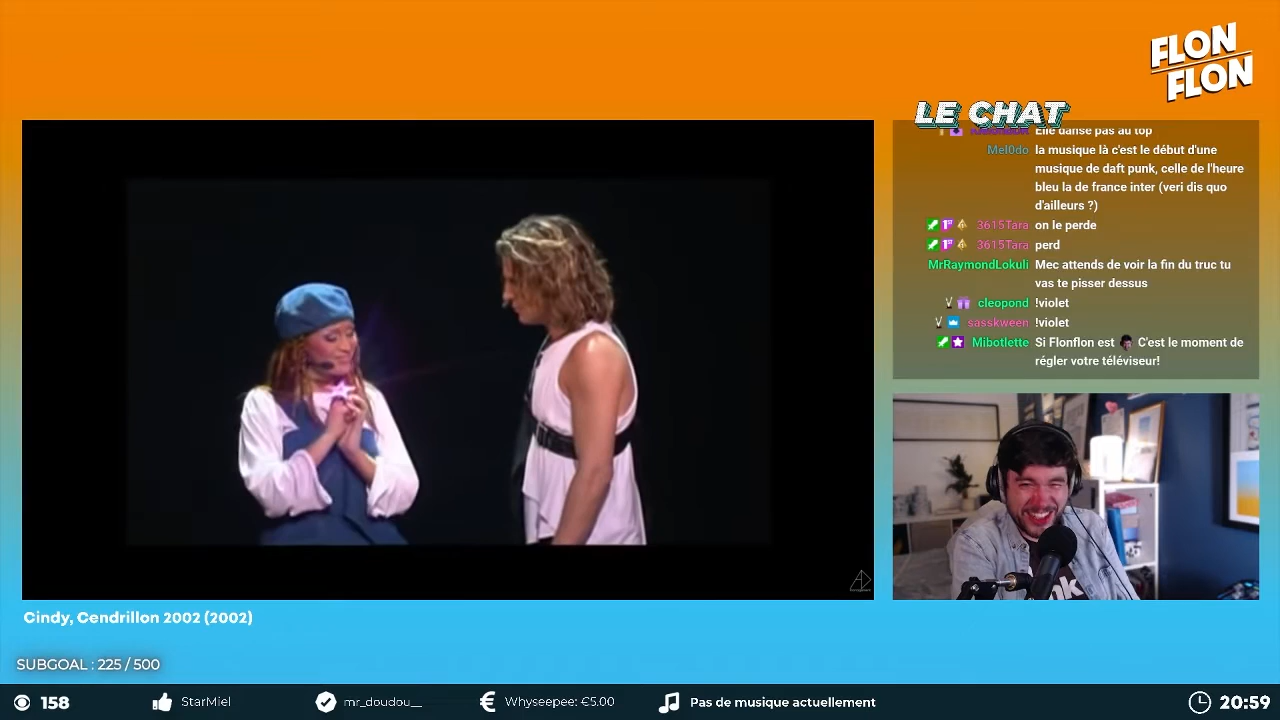 FLON
FLON
LE CHAT
Elle danse pas au top
Mel0do la musique là c'est le début d'une
musique de daft punk, celle de l'heure
bleu la de france inter (veri dis quo
d'ailleurs ?)
3615Tara on le perde
3615Tara perd
MrRaymondLokuli Mec attends de voir la fin du truc tu
vas te pisser dessus
cleopond !violet
sasskween !violet
Mibotlette Si Flonflon est C'est le moment de
régler votre téléviseur!
Cindy, Cendrillon 2002 (2002)
SUBGOAL : 225 / 500
158 StarMiel mr_doudou__ € Whyseepee: €5.00 Pas de musique actuellement 20:59